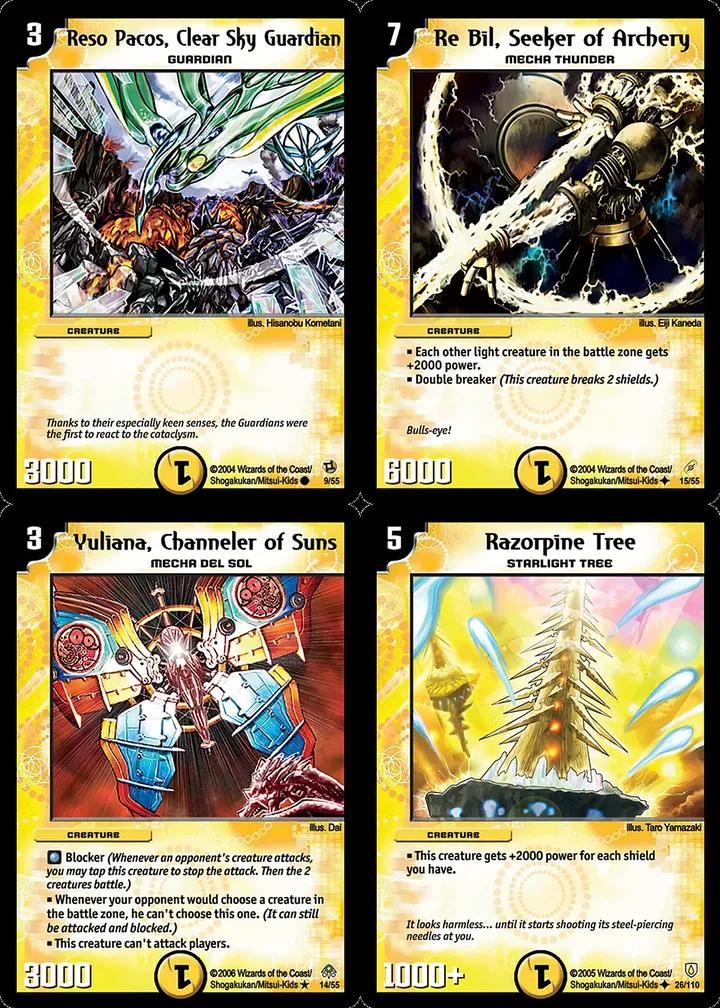 3 Reso Pacos, Clear Sky Guardian
GUARDIAN
illus. Hisanobu Kometani
CREATURE
Thanks to their especially keen senses, the Guardians were
the first to react to the cataclysm.
3000
1
©2004 Wizards of the Coast/
Shogakukan/Mitsui-Kids
9/55
7 Re Bil, Seeker of Archery
MECHA THUNDER
illus. Eiji Kaneda
CREATURE
▪ Each other light creature in the battle zone gets
+2000 power.
▪ Double breaker (This creature breaks 2 shields.)
Bulls-eye!
6000
1
©2004 Wizards of the Coast/
Shogakukan/Mitsui-Kids
15/55
3 Yuliana, Channeler of Suns
MECHA DEL SOL
illus. Dai
CREATURE
Blocker (Whenever an opponent's creature attacks,
you may tap this creature to stop the attack. Then the 2
creatures battle.)
▪ Whenever your opponent would choose a creature in
the battle zone, he can't choose this one. (It can still
be attacked and blocked.)
▪ This creature can't attack players.
3000
1
©2006 Wizards of the Coast/
Shogakukan/Mitsui-Kids ★
14/55
5 Razorpine Tree
STARLIGHT TREE
illus. Taro Yamazaki
CREATURE
▪ This creature gets +2000 power for each shield
you have.
It looks harmless... until it starts shooting its steel-piercing
needles at you.
1000+
1
©2005 Wizards of the Coast/
Shogakukan/Mitsui-Kids
26/110